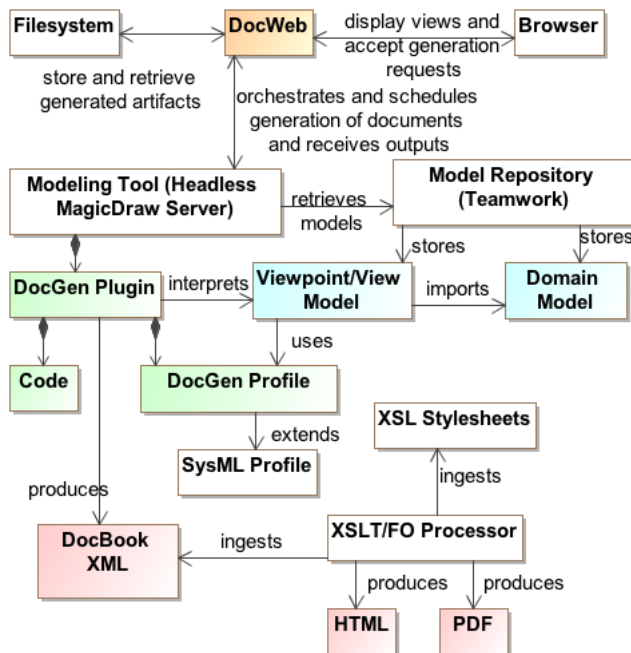 Filesystem
DocWeb
Browser
display views and
accept generation
requests
store and retrieve
generated artifacts
orchestrates and schedules
generation of documents
and receives outputs
Modeling Tool (Headless
MagicDraw Server)
retrieves
models
Model Repository
(Teamwork)
stores
stores
DocGen Plugin
interprets
Viewpoint/View
Model
imports
Domain
Model
uses
Code
DocGen Profile
extends
SysML Profile
XSL Stylesheets
ingests
produces
DocBook
XML
ingests
XSLT/FO Processor
produces
produces
HTML
PDF